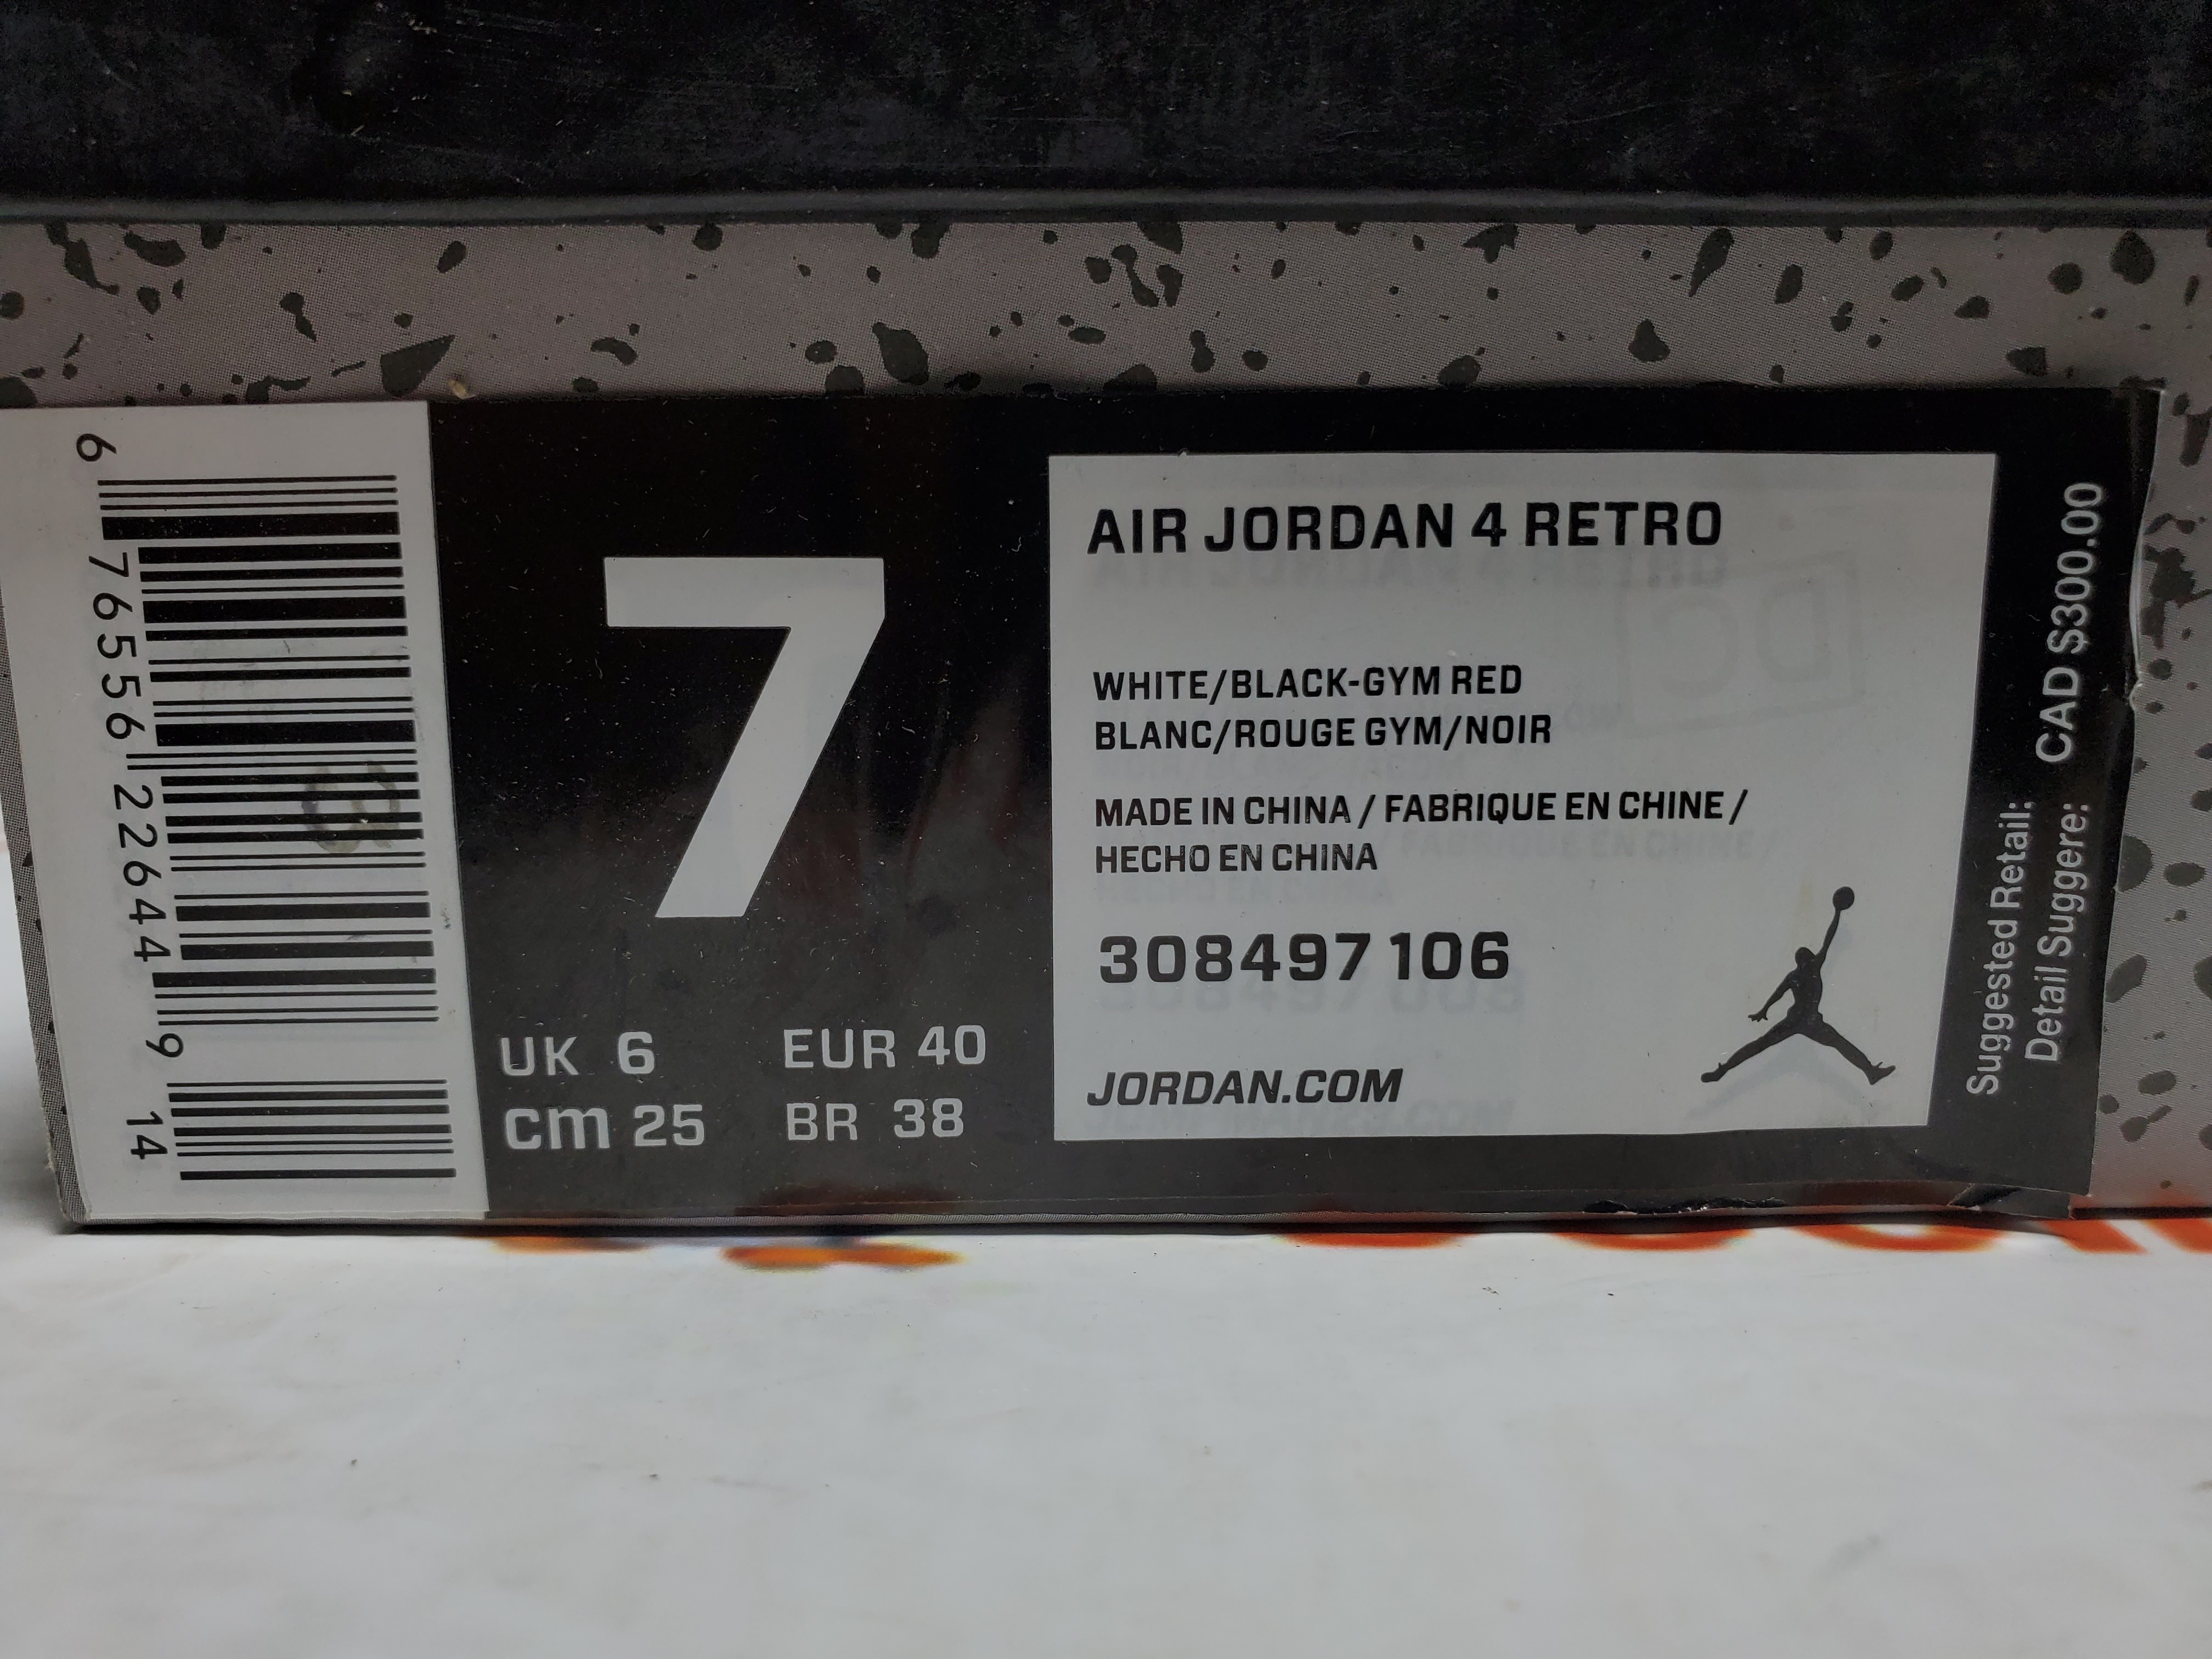 6 76556 22644 9 14
7
UK 6 EUR 40
cm 25 BR 38
AIR JORDAN 4 RETRO
WHITE/BLACK-GYM RED
BLANC/ROUGE GYM/NOIR
MADE IN CHINA / FABRIQUE EN CHINE /
HECHO EN CHINA
308497 106
JORDAN.COM
Suggested Retail: CAD $300.00
Detail Suggere: